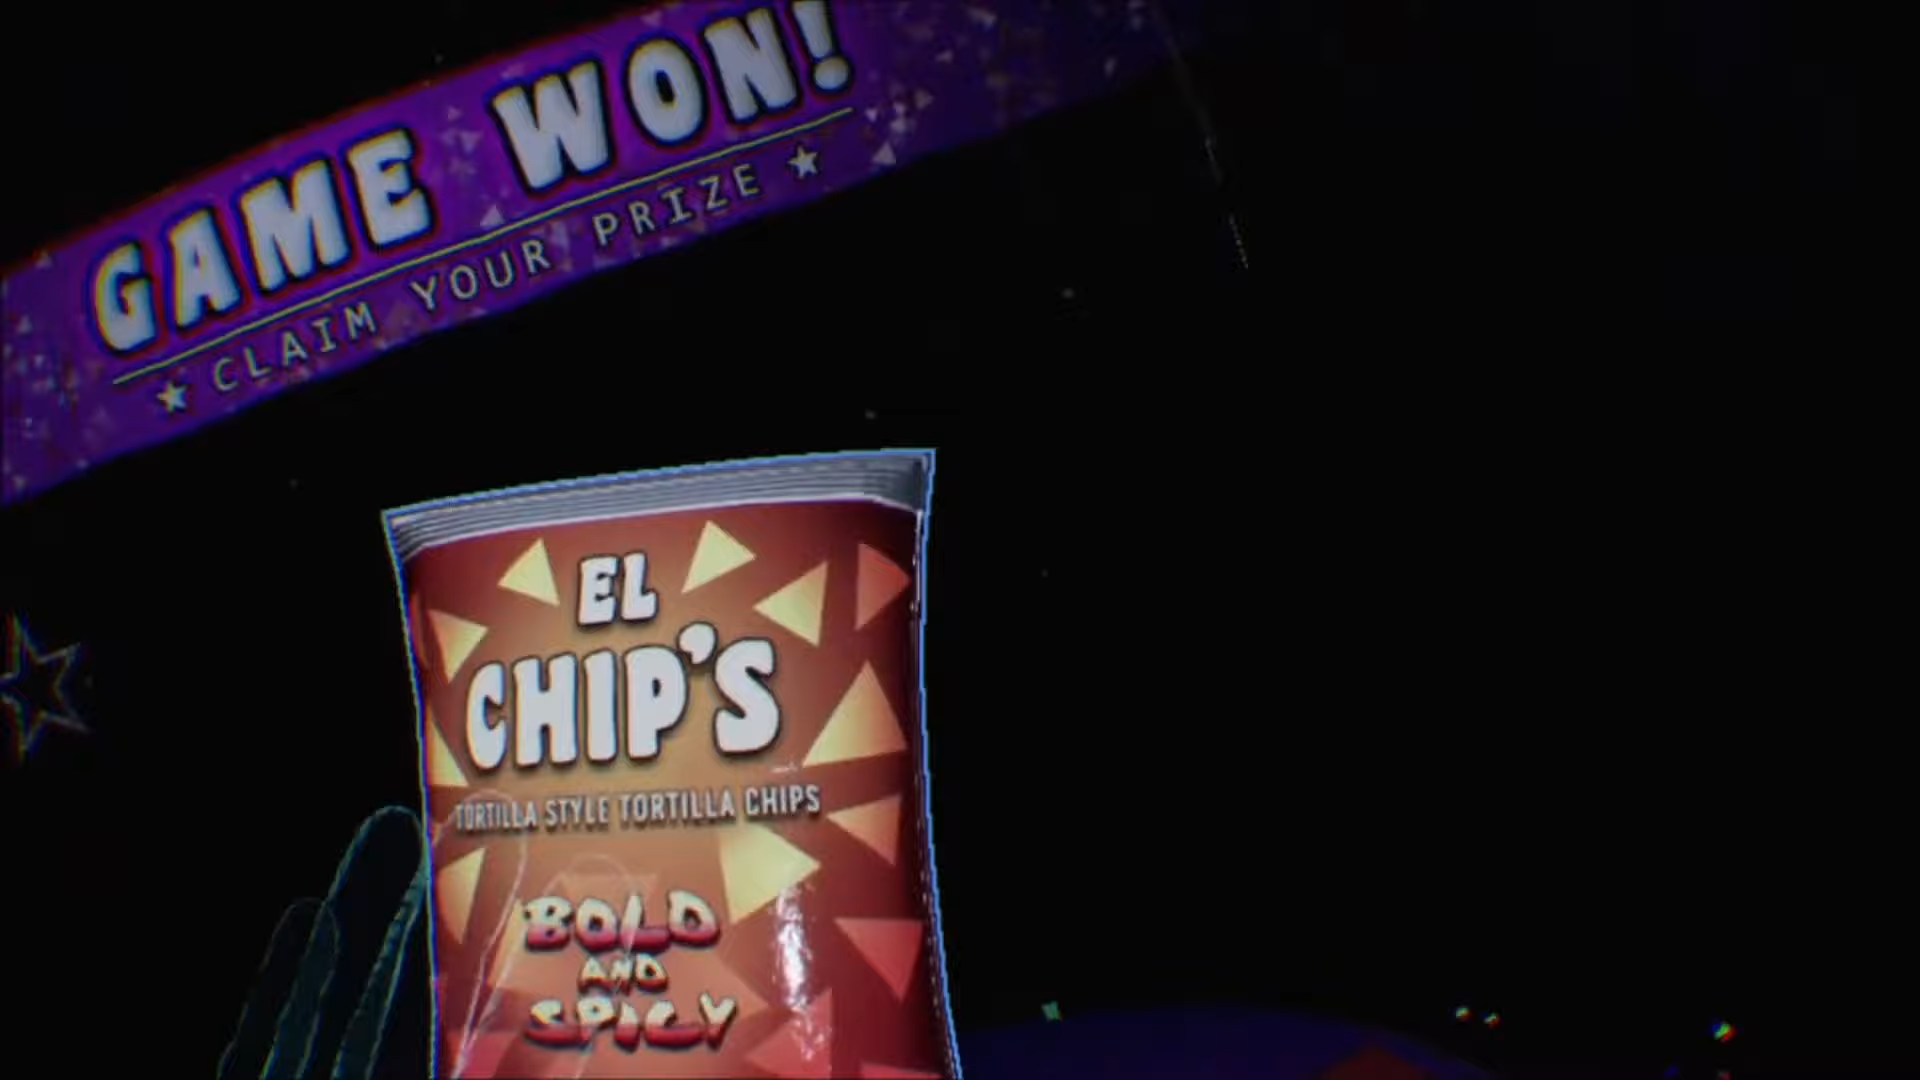 GAME WON!
★ CLAIM YOUR PRIZE ★
EL
CHIP'S
TORTILLA STYLE TORTILLA CHIPS
BOLD
AND
SPICY